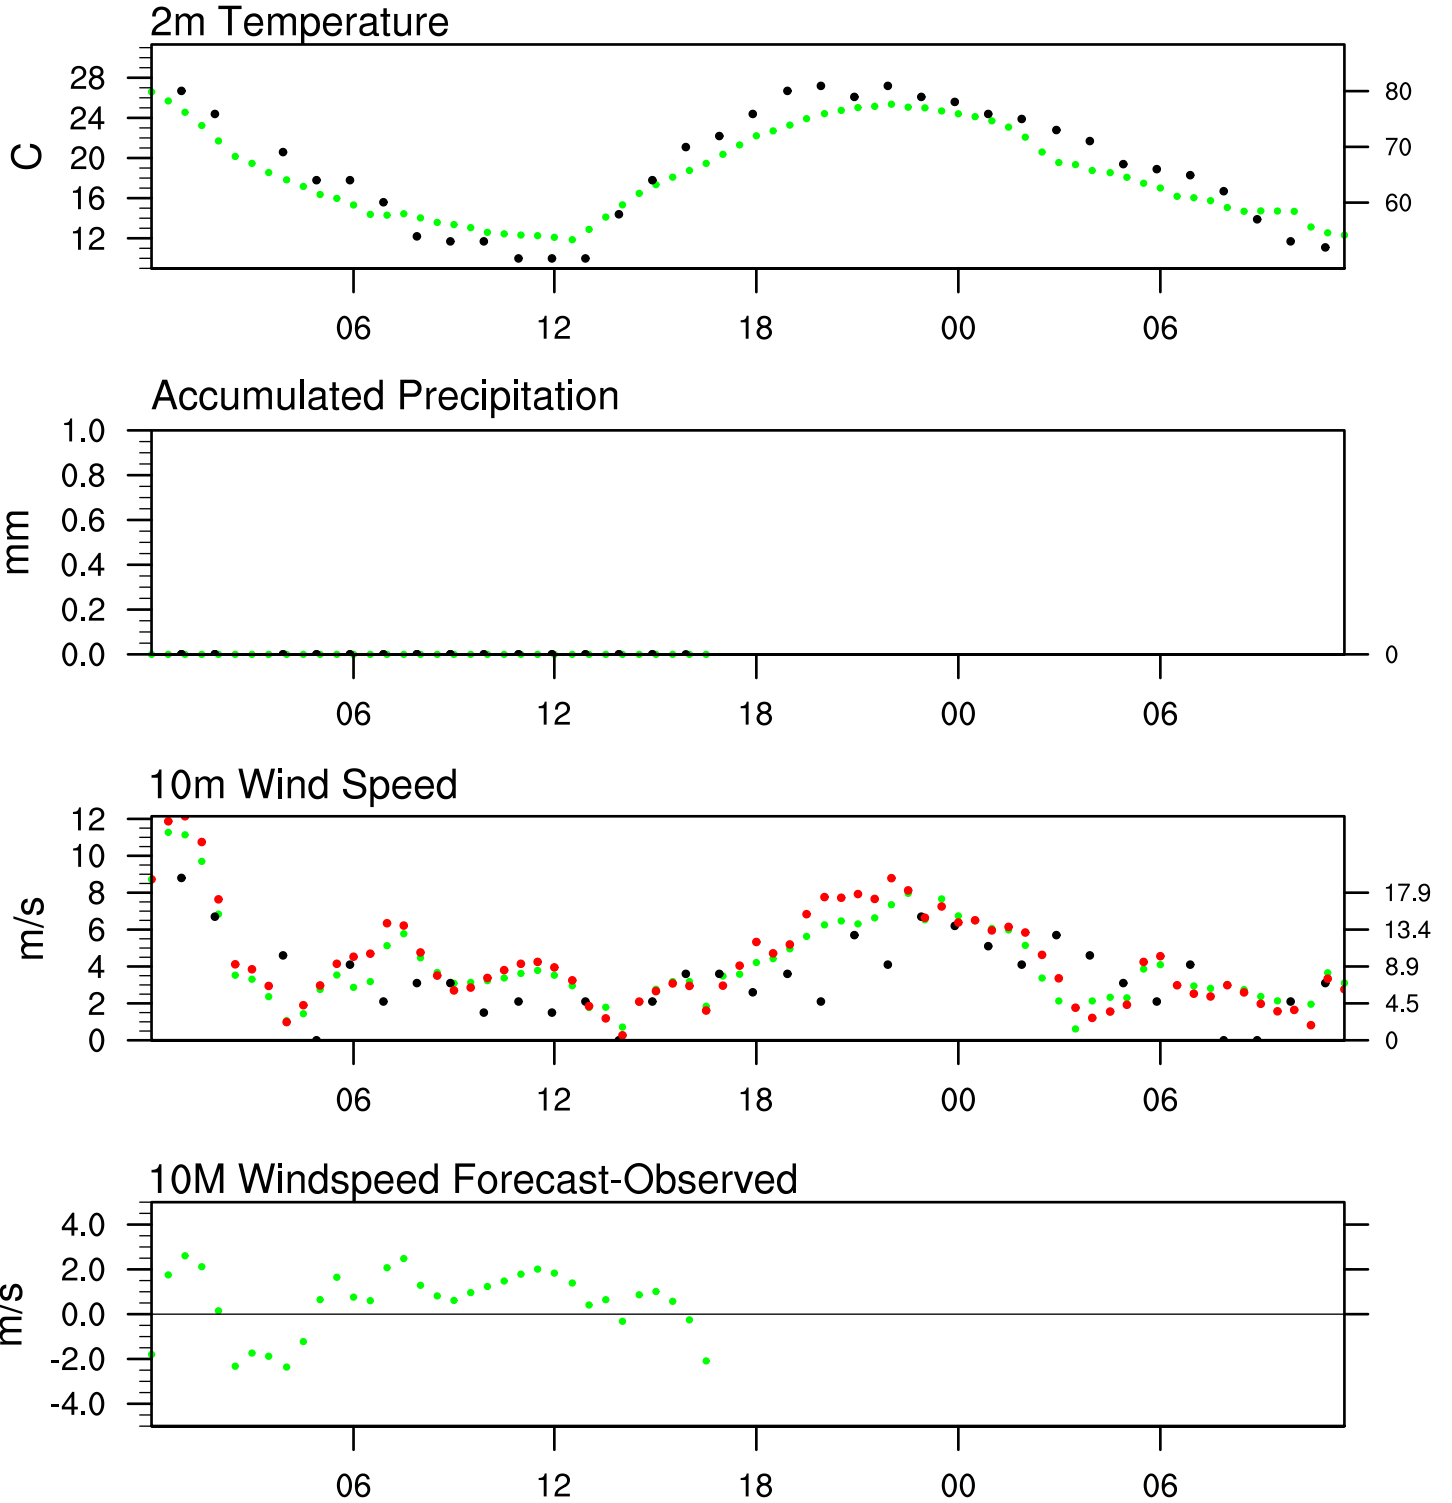 2m Temperature
28
24
20
16
12
C
80
70
60
06 12 18 00 06
Accumulated Precipitation
1.0
0.8
0.6
0.4
0.2
0.0
mm
0
06 12 18 00 06
10m Wind Speed
12
10
8
6
4
2
0
m/s
17.9
13.4
8.9
4.5
0
06 12 18 00 06
10M Windspeed Forecast-Observed
4.0
2.0
0.0
-2.0
-4.0
m/s
06 12 18 00 06